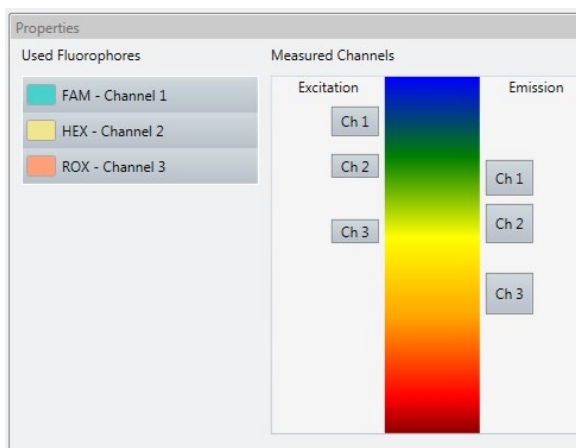 Properties
Used Fluorophores
FAM - Channel 1
HEX - Channel 2
ROX - Channel 3
Measured Channels
Excitation
Emission
Ch 1
Ch 2
Ch 3
Ch 1
Ch 2
Ch 3